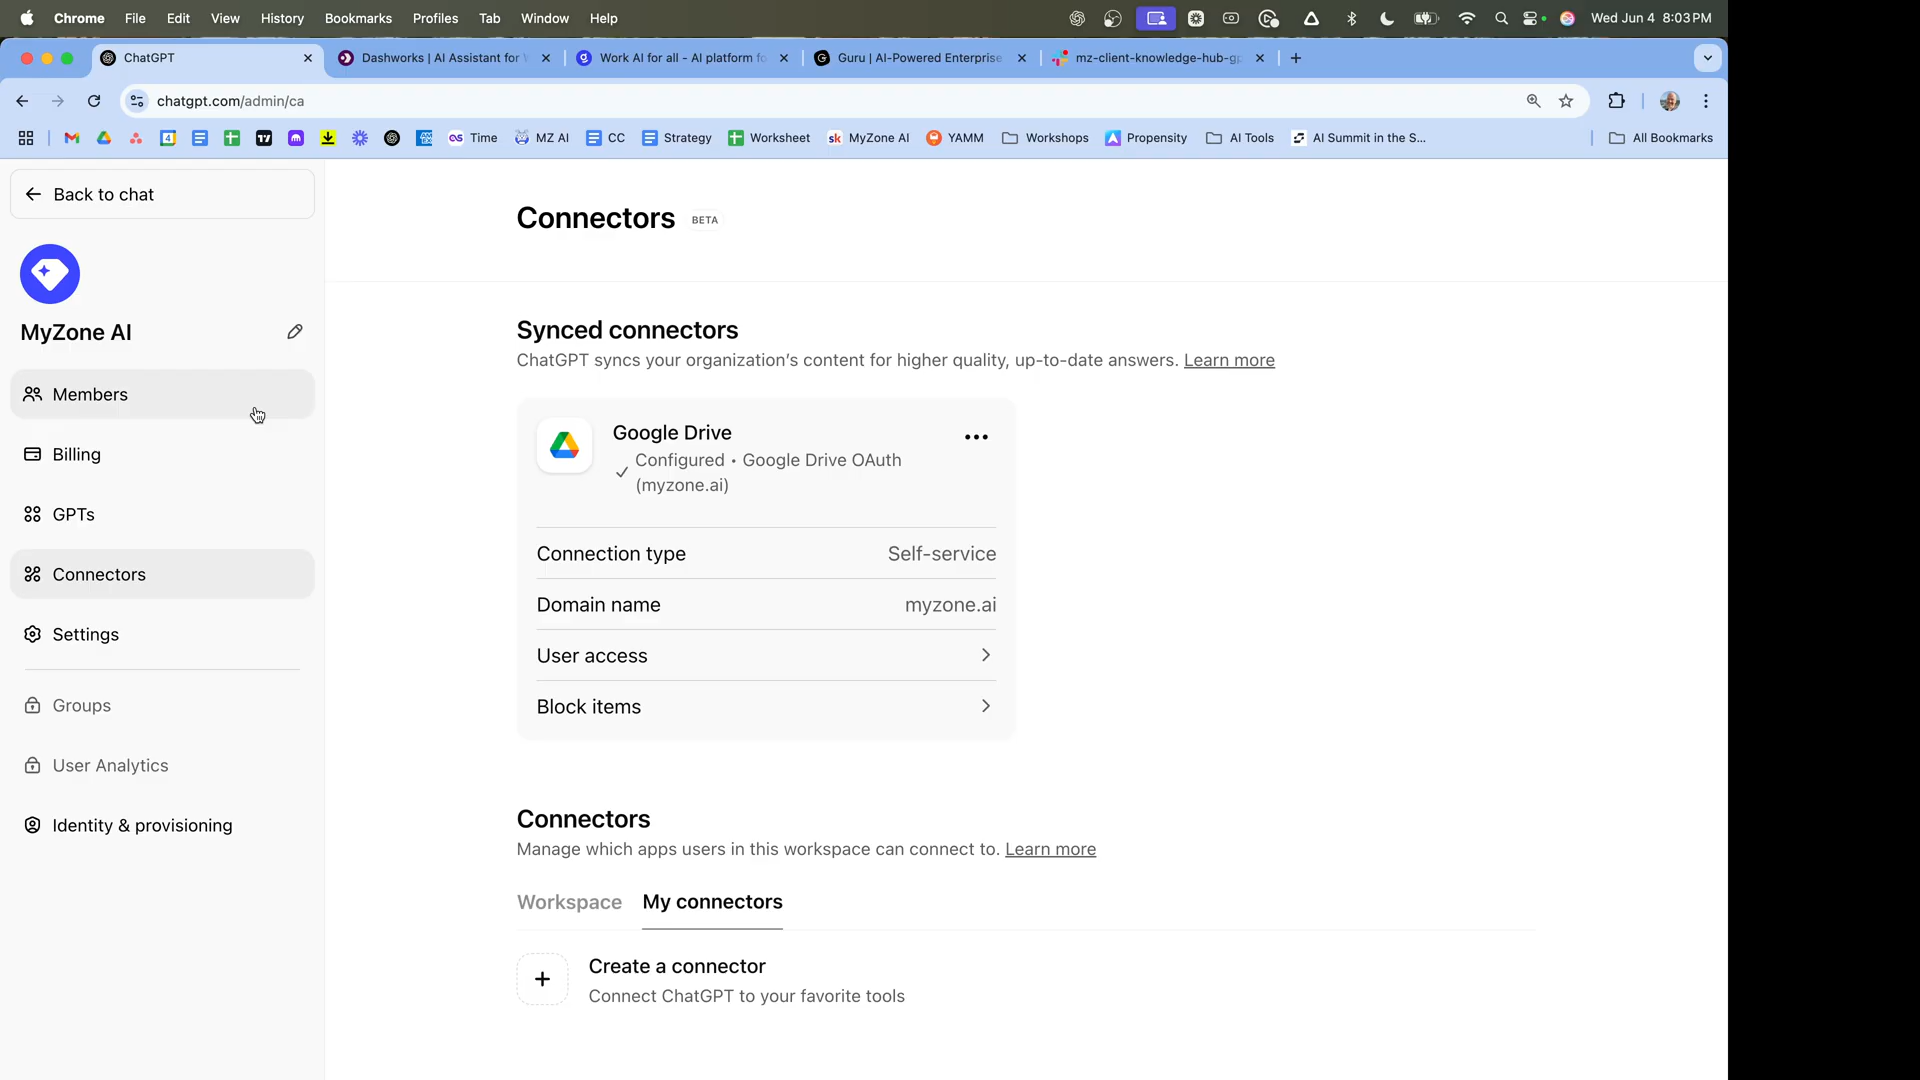 Chrome File Edit View History Bookmarks Profiles Tab Window Help Wed Jun 4 8:03 PM
ChatGPT Dashworks | AI Assistant for Work AI for all - AI platform fo Guru | AI-Powered Enterprise mz-client-knowledge-hub-gp
chatgpt.com/admin/ca
Time MZ AI CC Strategy Worksheet MyZone AI YAMM Workshops Propensity AI Tools AI Summit in the S... All Bookmarks
Back to chat
MyZone AI
Members
Billing
GPTs
Connectors
Settings
Groups
User Analytics
Identity & provisioning
Connectors BETA
Synced connectors
ChatGPT syncs your organization's content for higher quality, up-to-date answers. Learn more
Google Drive
Configured • Google Drive OAuth
(myzone.ai)
Connection type Self-service
Domain name myzone.ai
User access
Block items
Connectors
Manage which apps users in this workspace can connect to. Learn more
Workspace My connectors
Create a connector
Connect ChatGPT to your favorite tools